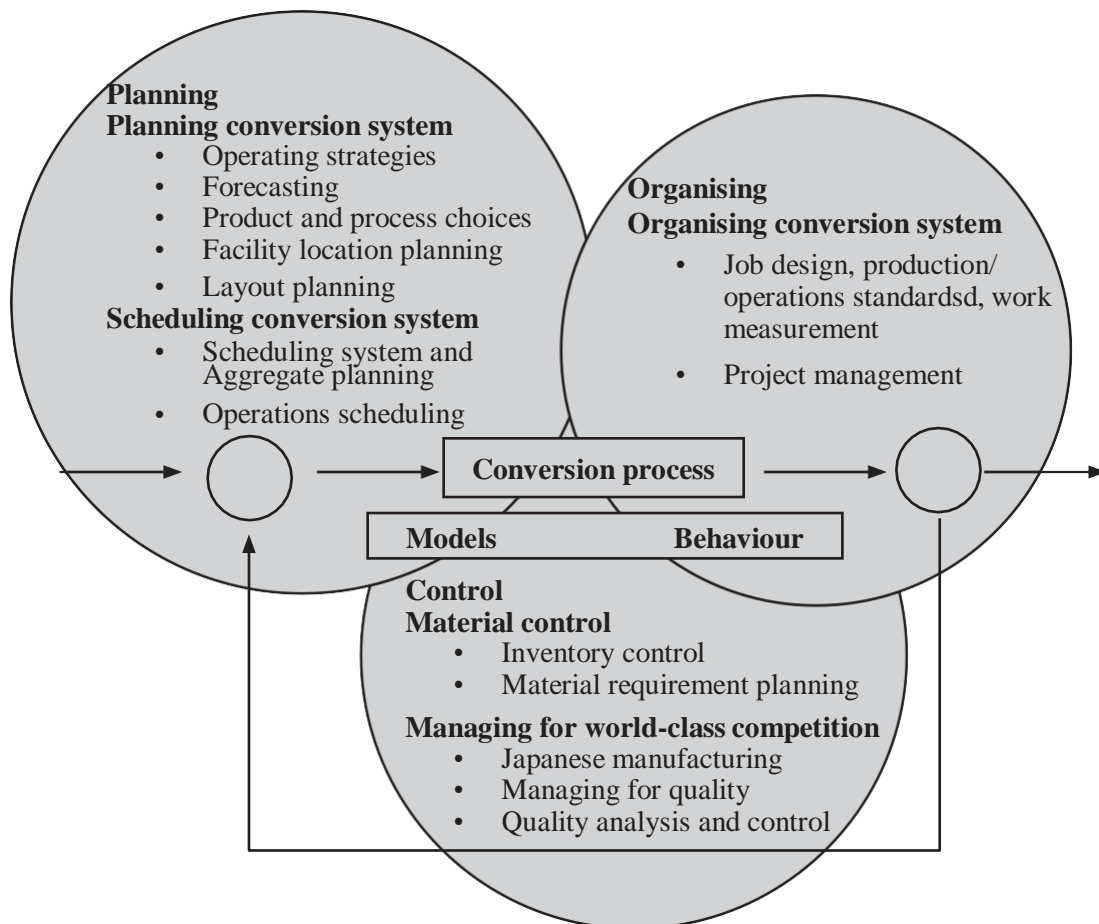 Planning
Planning conversion system
• Operating strategies
• Forecasting
• Product and process choices
• Facility location planning
• Layout planning
Scheduling conversion system
• Scheduling system and
Aggregate planning
• Operations scheduling
Organising
Organising conversion system
• Job design, production/
operations standardsd, work
measurement
• Project management
Conversion process
Models Behaviour
Control
Material control
• Inventory control
• Material requirement planning
Managing for world-class competition
• Japanese manufacturing
• Managing for quality
• Quality analysis and control